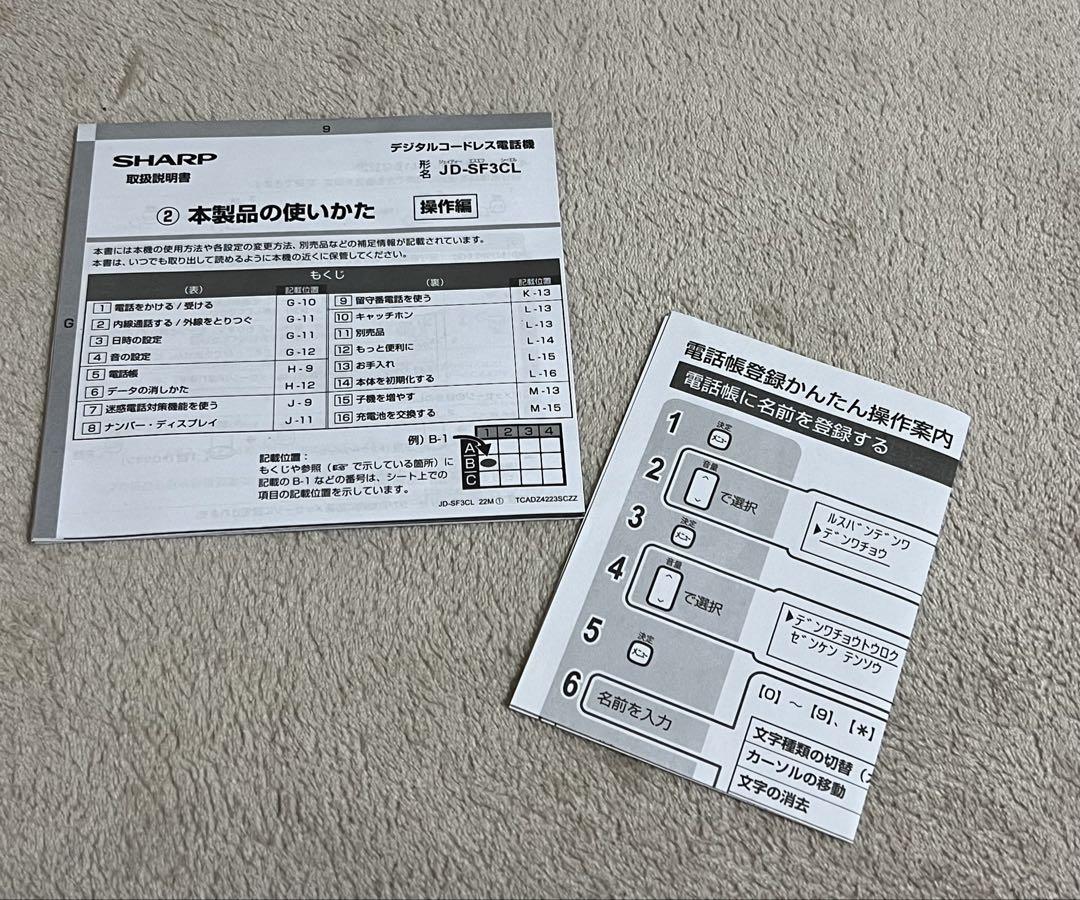 9
G
SHARP
取扱説明書
デジタルコードレス電話機
形名 JD-SF3CL
ジェイディー エスエフ シーエル
② 本製品の使いかた 操作編
本書には本機の使用方法や各設定の変更方法、別売品などの補足情報が記載されています。
本書は、いつでも取り出して読めるように本機の近くに保管してください。
もくじ
（表） 記載位置
1 電話をかける / 受ける G -10
2 内線通話する / 外線をとりつぐ G -11
3 日時の設定 G -11
4 音の設定 G -12
5 電話帳 H - 9
6 データの消しかた H -12
7 迷惑電話対策機能を使う J - 9
8 ナンバー・ディスプレイ J -11
（裏） 記載位置
9 留守番電話を使う K -13
10 キャッチホン L -13
11 別売品 L -13
12 もっと便利に L -14
13 お手入れ L -15
14 本体を初期化する L -16
15 子機を増やす M -13
16 充電池を交換する M -15
例) B-1
1 2 3 4
A
B
C
記載位置：
もくじや参照 (☞ で示している箇所) に
記載の B-1 などの番号は、シート上での
項目の記載位置を示しています。
JD-SF3CL 22M ① TCADZ4223SCZZ
電話帳登録かんたん操作案内
電話帳に名前を登録する
1 決定 メニュー
2 音量 で選択
ルスバンデンワ
▶デンワチョウ
3 決定 メニュー
4 音量 で選択
▶デンワチョウトウロク
ゼンケン テンソウ
5 決定 メニュー
6 名前を入力
[0] ～ [9]、[＊]
文字種類の切替
カーソルの移動
文字の消去